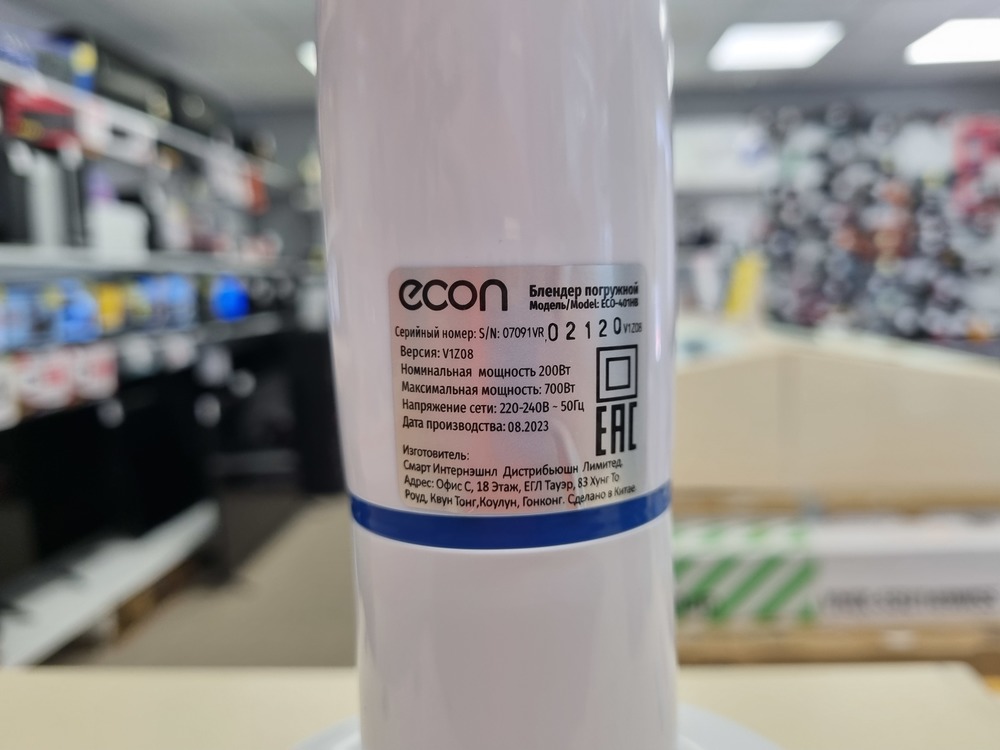 econ
Блендер погружной
Модель/Model: ECO-401HB
Серийный номер: S/N: 07091VR 02120 V1Z08
Версия: V1Z08
Номинальная мощность 200Вт
Максимальная мощность: 700Вт
Напряжение сети: 220-240В ~ 50Гц
Дата производства: 08.2023
EAC
Изготовитель:
Смарт Интернэшнл Дистрибьюшн Лимитед.
Адрес: Офис С, 18 Этаж, ЕГЛ Тауэр, 83 Хунг То
Роуд, Квун Тонг,Коулун, Гонконг. Сделано в Китае